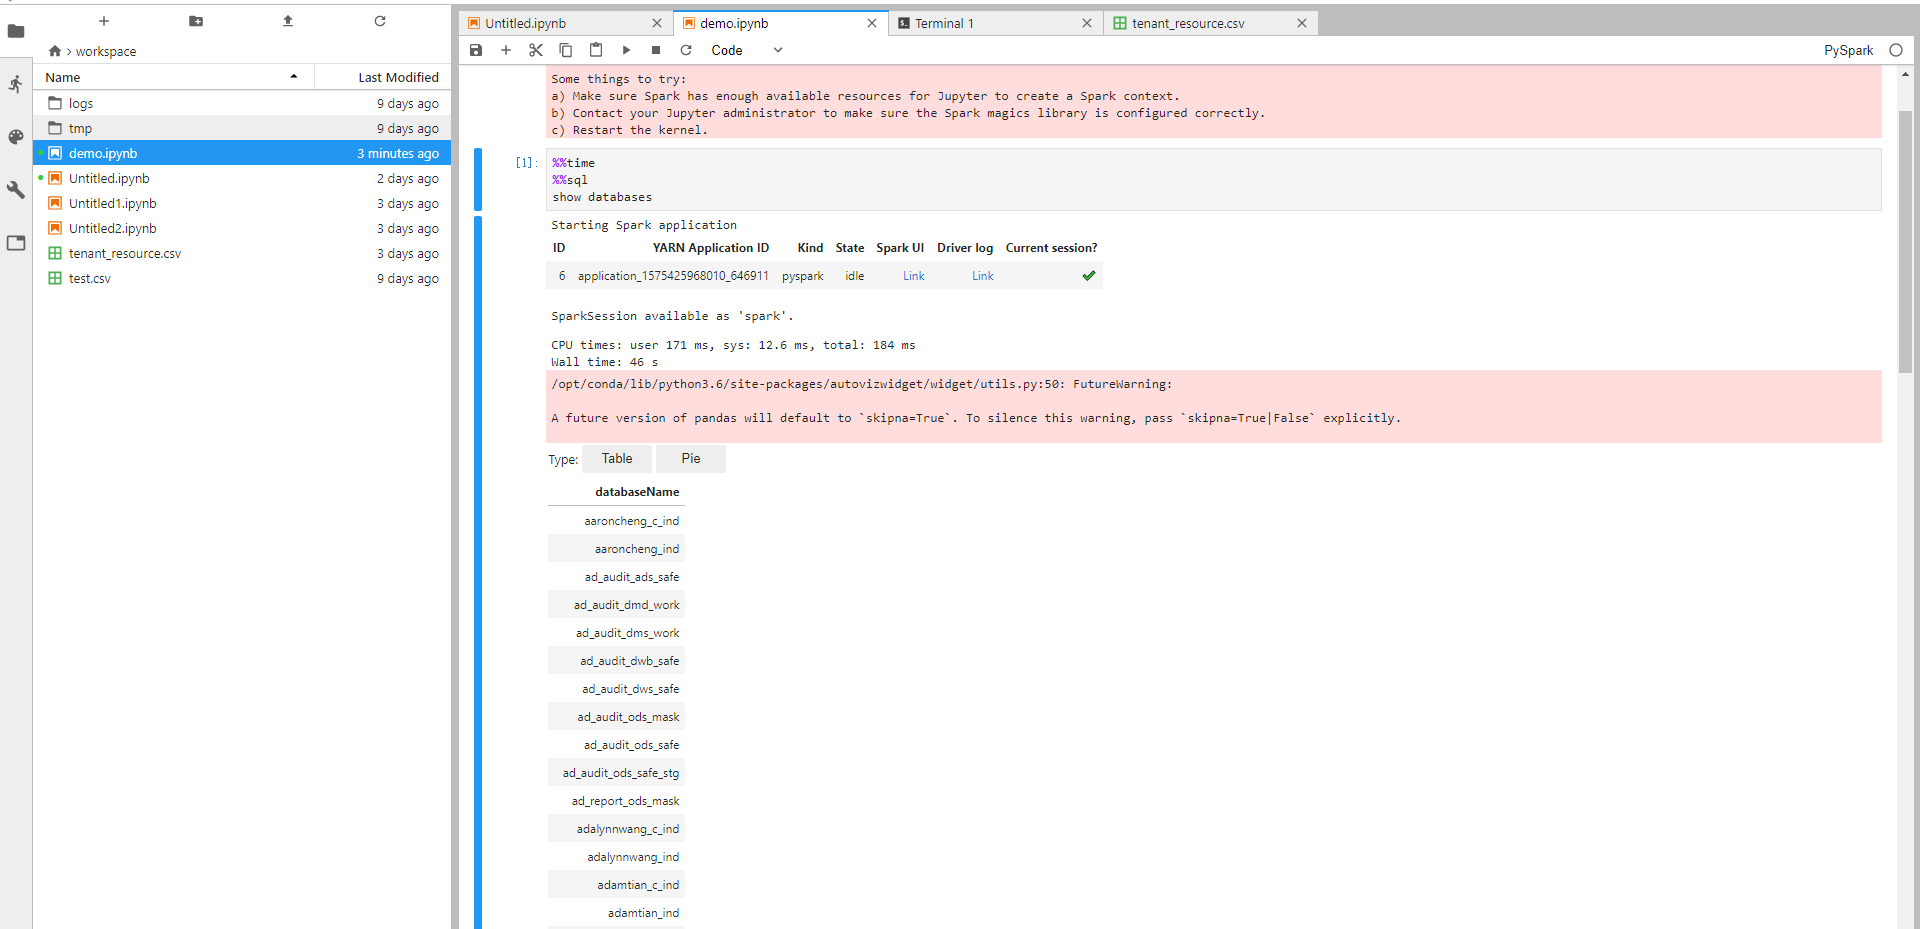 workspace
Name
Last Modified
logs
9 days ago
tmp
9 days ago
demo.ipynb
3 minutes ago
Untitled.ipynb
2 days ago
Untitled1.ipynb
3 days ago
Untitled2.ipynb
3 days ago
tenant_resource.csv
3 days ago
test.csv
9 days ago
Untitled.ipynb
demo.ipynb
Terminal 1
tenant_resource.csv
Code
PySpark
Some things to try:
a) Make sure Spark has enough available resources for Jupyter to create a Spark context.
b) Contact your Jupyter administrator to make sure the Spark magics library is configured correctly.
c) Restart the kernel.
[1]:
%%time
%%sql
show databases
Starting Spark application
ID YARN Application ID Kind State Spark UI Driver log Current session?
6 application_1575425968010_646911 pyspark idle Link Link ✔
SparkSession available as 'spark'.
CPU times: user 171 ms, sys: 12.6 ms, total: 184 ms
Wall time: 46 s
/opt/conda/lib/python3.6/site-packages/autovizwidget/widget/utils.py:50: FutureWarning:
A future version of pandas will default to `skipna=True`. To silence this warning, pass `skipna=True|False` explicitly.
Type: Table Pie
databaseName
aaroncheng_c_ind
aaroncheng_ind
ad_audit_ads_safe
ad_audit_dmd_work
ad_audit_dms_work
ad_audit_dwb_safe
ad_audit_dws_safe
ad_audit_ods_mask
ad_audit_ods_safe
ad_audit_ods_safe_stg
ad_report_ods_mask
adalynnwang_c_ind
adalynnwang_ind
adamtian_c_ind
adamtian_ind